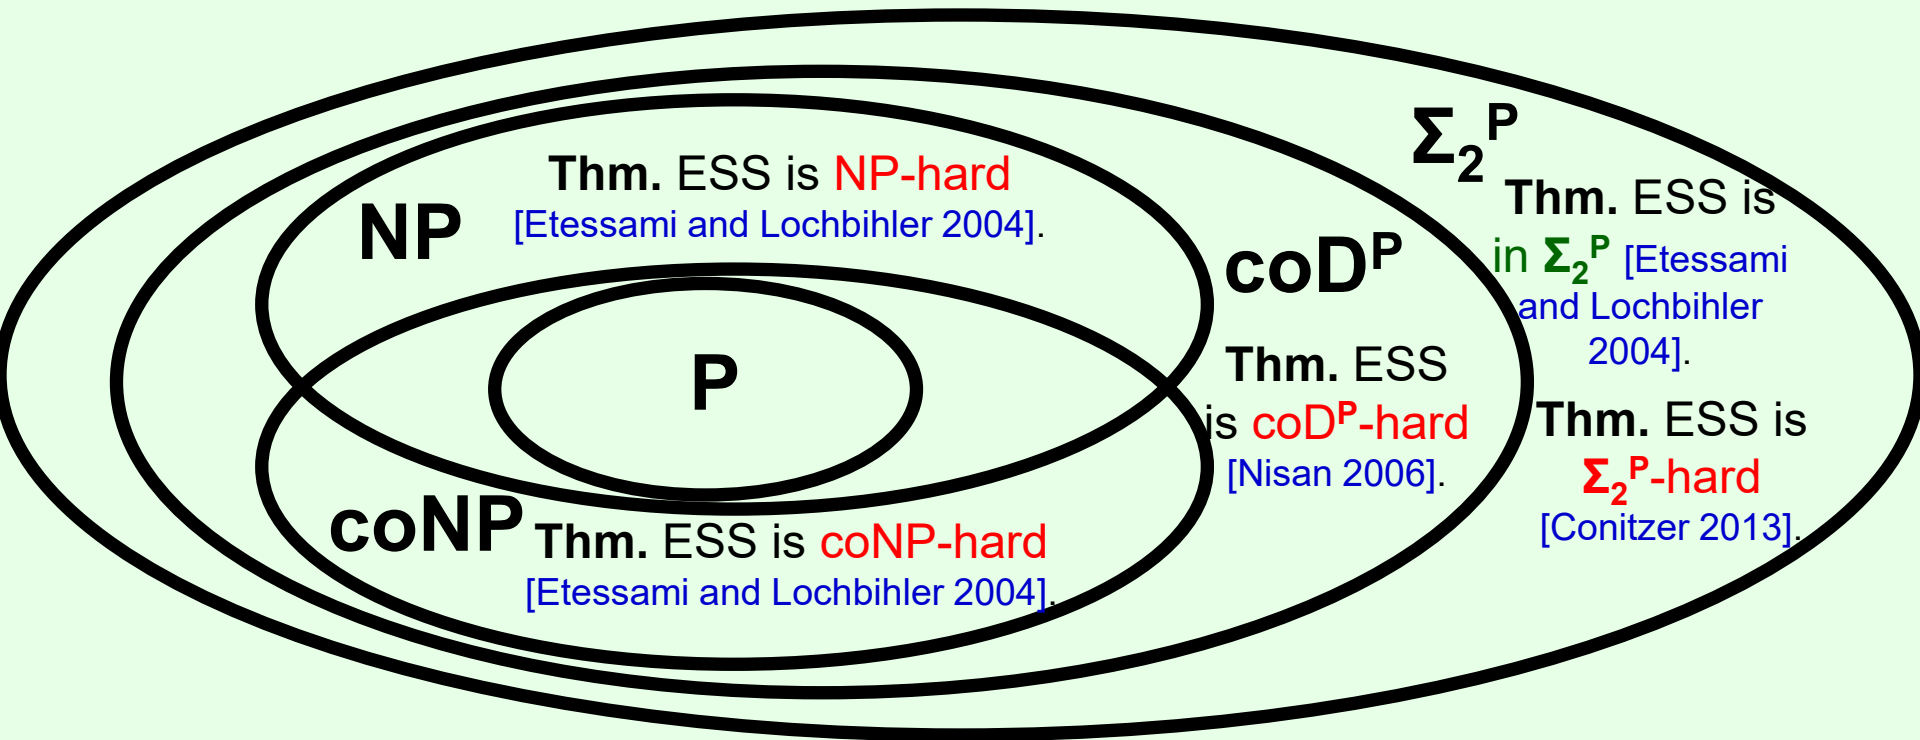 Σ₂ᴾ
Thm. ESS is NP-hard
[Etessami and Lochbihler 2004].
NP
Thm. ESS is
in Σ₂ᴾ [Etessami
and Lochbihler
2004].
coDᴾ
P
Thm. ESS
is coDᴾ-hard
[Nisan 2006].
Thm. ESS is
Σ₂ᴾ-hard
[Conitzer 2013].
coNP
Thm. ESS is coNP-hard
[Etessami and Lochbihler 2004].